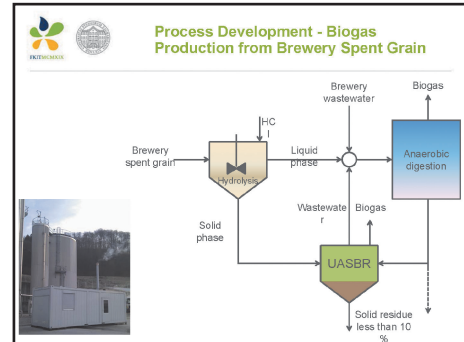 Process Development - Biogas
Production from Brewery Spent Grain
FKITMCMXIX
Brewery
wastewater
Biogas
HC
l
Brewery
spent grain
Liquid
phase
Hydrolysis
Anaerobic
digestion
Solid
phase
Wastewate
r
Biogas
UASBR
Solid residue
less than 10
%